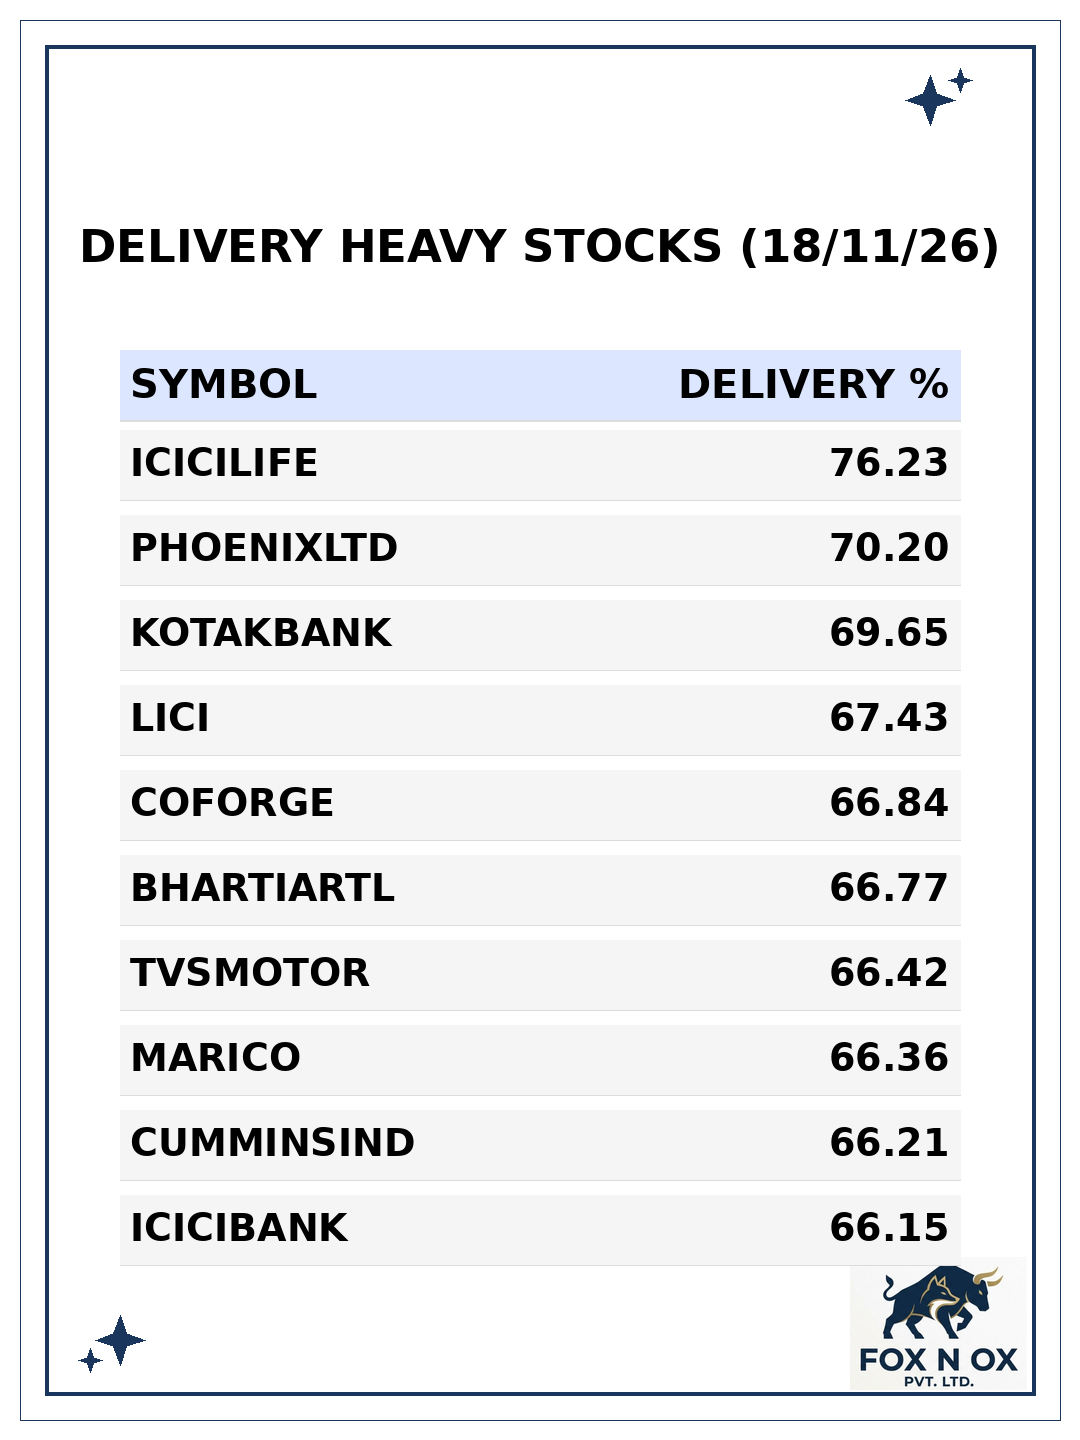 DELIVERY HEAVY STOCKS (18/11/26)
SYMBOL DELIVERY %
ICICILIFE 76.23
PHOENIXLTD 70.20
KOTAKBANK 69.65
LICI 67.43
COFORGE 66.84
BHARTIARTL 66.77
TVSMOTOR 66.42
MARICO 66.36
CUMMINSIND 66.21
ICICIBANK 66.15
FOX N OX
PVT. LTD.